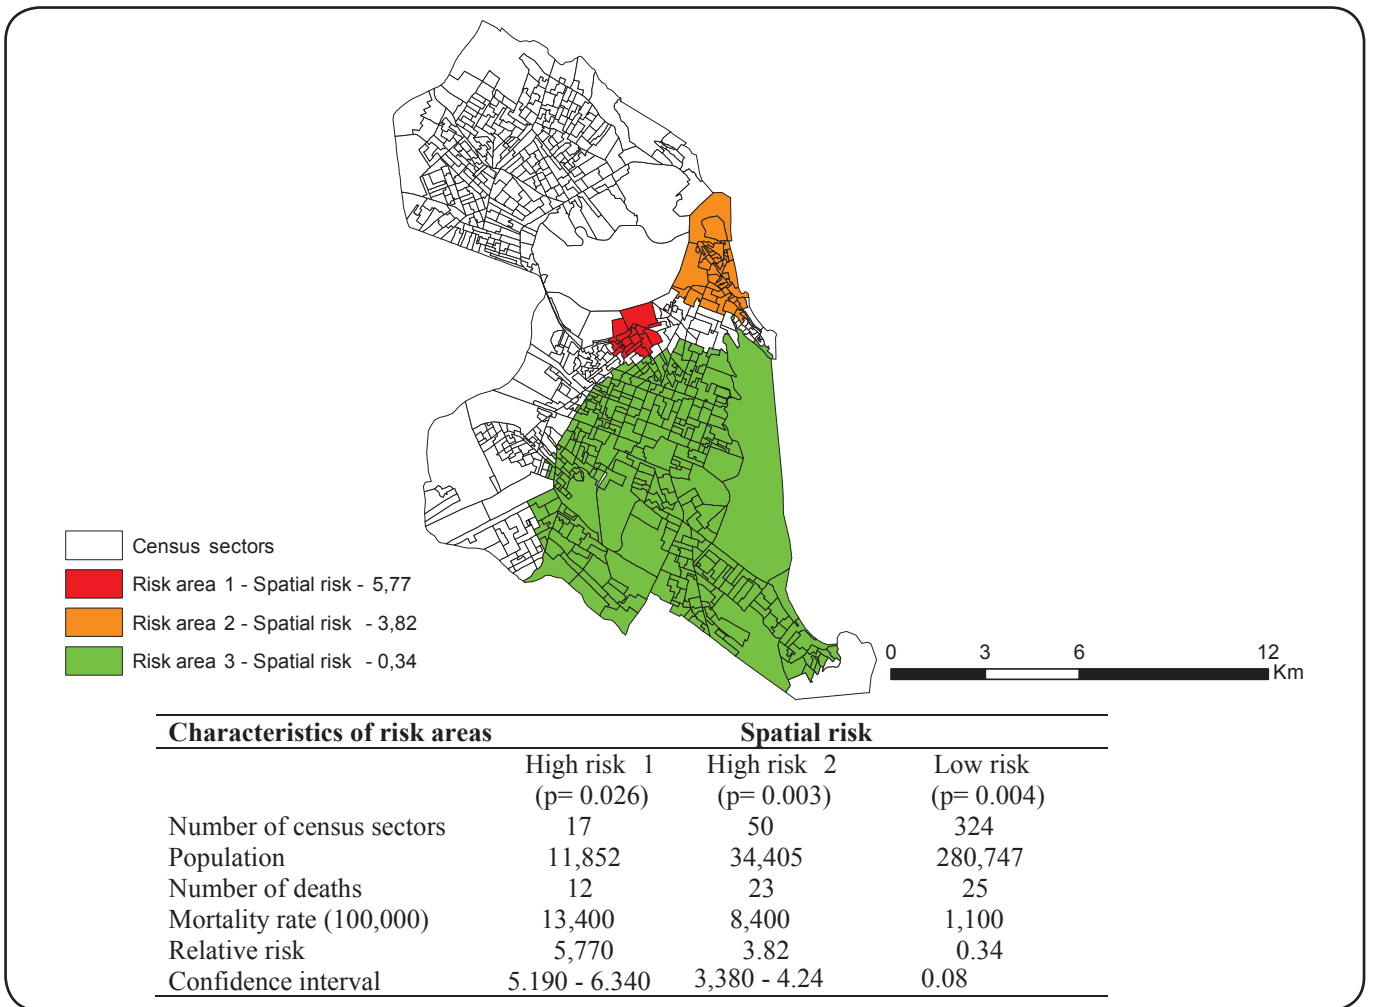 Census sectors
Risk area 1 - Spatial risk - 5,77
Risk area 2 - Spatial risk - 3,82
Risk area 3 - Spatial risk - 0,34
0 3 6 12
Km
Characteristics of risk areas Spatial risk
High risk 1 High risk 2 Low risk
(p= 0.026) (p= 0.003) (p= 0.004)
Number of census sectors 17 50 324
Population 11,852 34,405 280,747
Number of deaths 12 23 25
Mortality rate (100,000) 13,400 8,400 1,100
Relative risk 5,770 3.82 0.34
Confidence interval 5.190 - 6.340 3,380 - 4.24 0.08